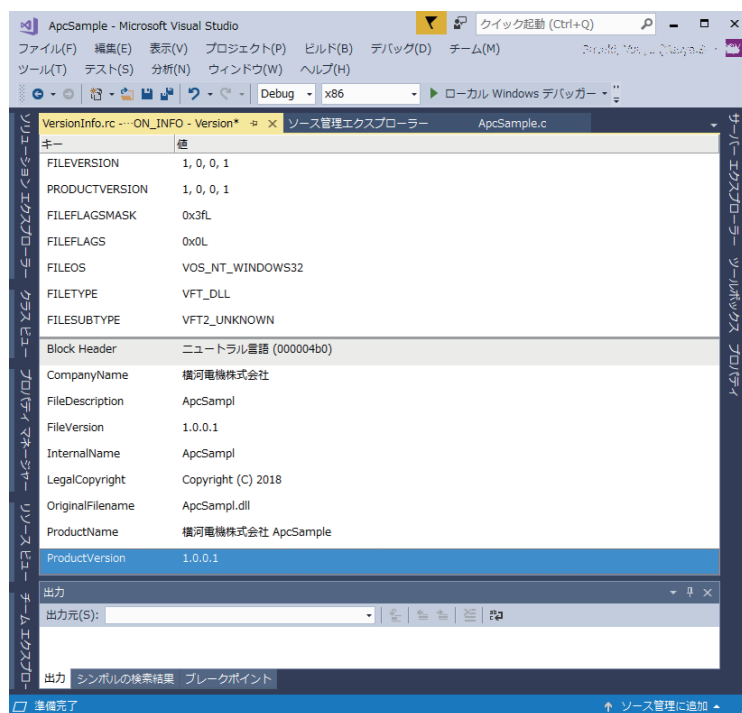 ApcSample - Microsoft Visual Studio
クイック起動 (Ctrl+Q)
ファイル(F) 編集(E) 表示(V) プロジェクト(P) ビルド(B) デバッグ(D) チーム(M)
ツール(T) テスト(S) 分析(N) ウィンドウ(W) ヘルプ(H)
Debug x86 ローカル Windows デバッガー
VersionInfo.rc -…ON_INFO - Version* ソース管理エクスプローラー ApcSample.c
キー 値
FILEVERSION 1, 0, 0, 1
PRODUCTVERSION 1, 0, 0, 1
FILEFLAGSMASK 0x3fL
FILEFLAGS 0x0L
FILEOS VOS_NT_WINDOWS32
FILETYPE VFT_DLL
FILESUBTYPE VFT2_UNKNOWN
Block Header ニュートラル言語 (000004b0)
CompanyName 横河電機株式会社
FileDescription ApcSampl
FileVersion 1.0.0.1
InternalName ApcSampl
LegalCopyright Copyright (C) 2018
OriginalFilename ApcSampl.dll
ProductName 横河電機株式会社 ApcSample
ProductVersion 1.0.0.1
出力
出力元(S):
出力 シンボルの検索結果 ブレークポイント
準備完了 ソース管理に追加
ソリューション エクスプローラー
クラス ビュー
プロパティ マネージャー
リソース ビュー
チーム エクスプロー
サーバー エクスプローラー
ツールボックス
プロパティ